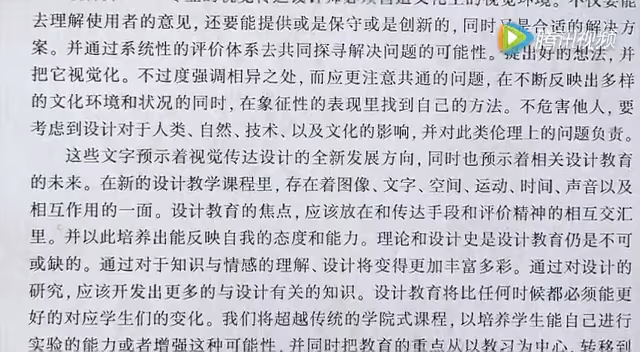 去理解使用者的意见，还要能提供或是保守或是创新的，同时又是合适的解决方
案。并通过系统性的评价体系去共同探寻解决问题的可能性。提出好的想法，并
把它视觉化。不过度强调相异之处，而应更注意共通的问题，在不断反映出多样
的文化环境和状况的同时，在象征性的表现里找到自己的方法。不危害他人，要
考虑到设计对于人类、自然、技术、以及文化的影响，并对此类伦理上的问题负责。
这些文字预示着视觉传达设计的全新发展方向，同时也预示着相关设计教育
的未来。在新的设计教学课程里，存在着图像、文字、空间、运动、时间、声音以及
相互作用的一面。设计教育的焦点，应该放在和传达手段和评价精神的相互交汇
里。并以此培养出能反映自我的态度和能力。理论和设计史是设计教育仍是不可
或缺的。通过对于知识与情感的理解、设计将变得更加丰富多彩。通过对设计的
研究，应该开发出更多的与设计有关的知识。设计教育将比任何时候都必须能更
好的对应学生们的变化。我们将超越传统的学院式课程，以培养学生能自己进行
实验的能力或者增强这种可能性，并同时把教育的重点从以教习为中心，转移到
腾讯视频